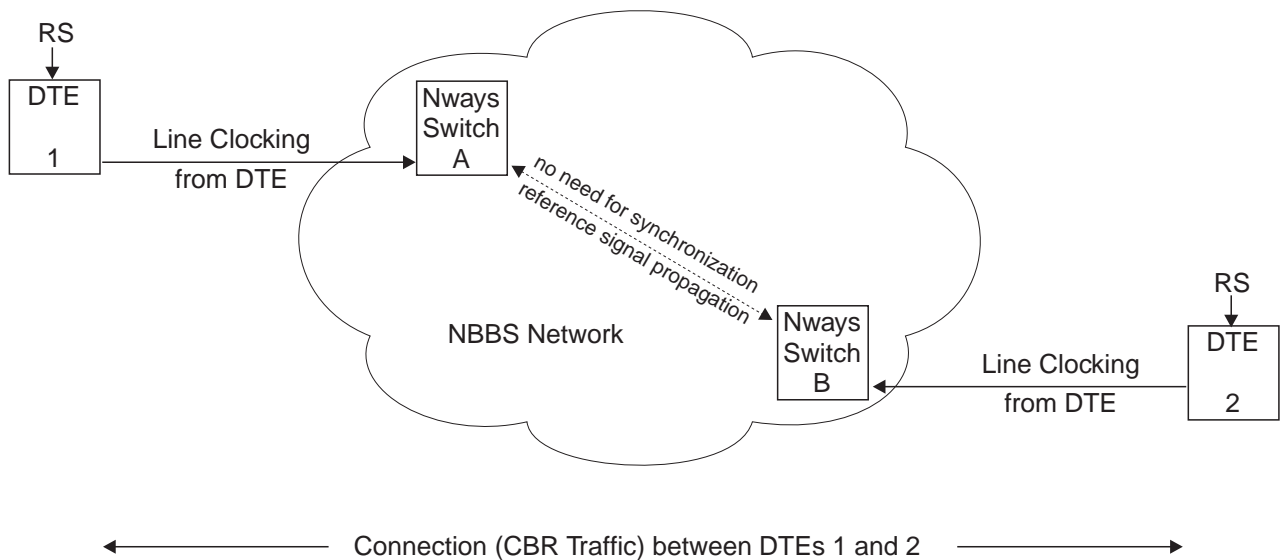 RS
DTE
1
Line Clocking
from DTE
Nways
Switch
A
no need for synchronization
reference signal propagation
NBBS Network
Nways
Switch
B
Line Clocking
from DTE
RS
DTE
2
Connection (CBR Traffic) between DTEs 1 and 2